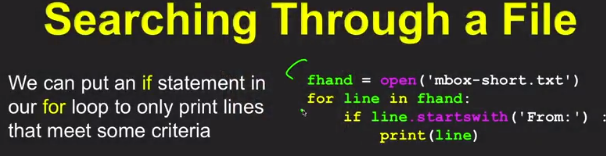 Searching Through a File
We can put an if statement in
our for loop to only print lines
that meet some criteria
fhand = open('mbox-short.txt')
for line in fhand:
    if line.startswith('From:') :
        print(line)